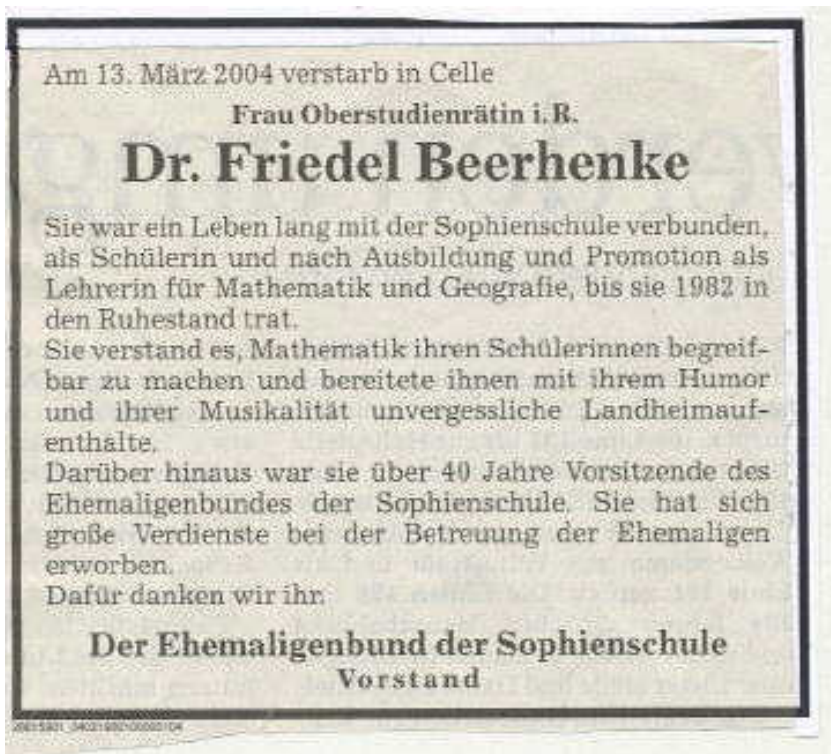 Am 13. März 2004 verstarb in Celle
Frau Oberstudienrätin i. R.
Dr. Friedel Beerhenke
Sie war ein Leben lang mit der Sophienschule verbunden,
als Schülerin und nach Ausbildung und Promotion als
Lehrerin für Mathematik und Geografie, bis sie 1982 in
den Ruhestand trat.
Sie verstand es, Mathematik ihren Schülerinnen begreif-
bar zu machen und bereitete ihnen mit ihrem Humor
und ihrer Musikalität unvergessliche Landheimauf-
enthalte.
Darüber hinaus war sie über 40 Jahre Vorsitzende des
Ehemaligenbundes der Sophienschule. Sie hat sich
große Verdienste bei der Betreuung der Ehemaligen
erworben.
Dafür danken wir ihr.
Der Ehemaligenbund der Sophienschule
Vorstand